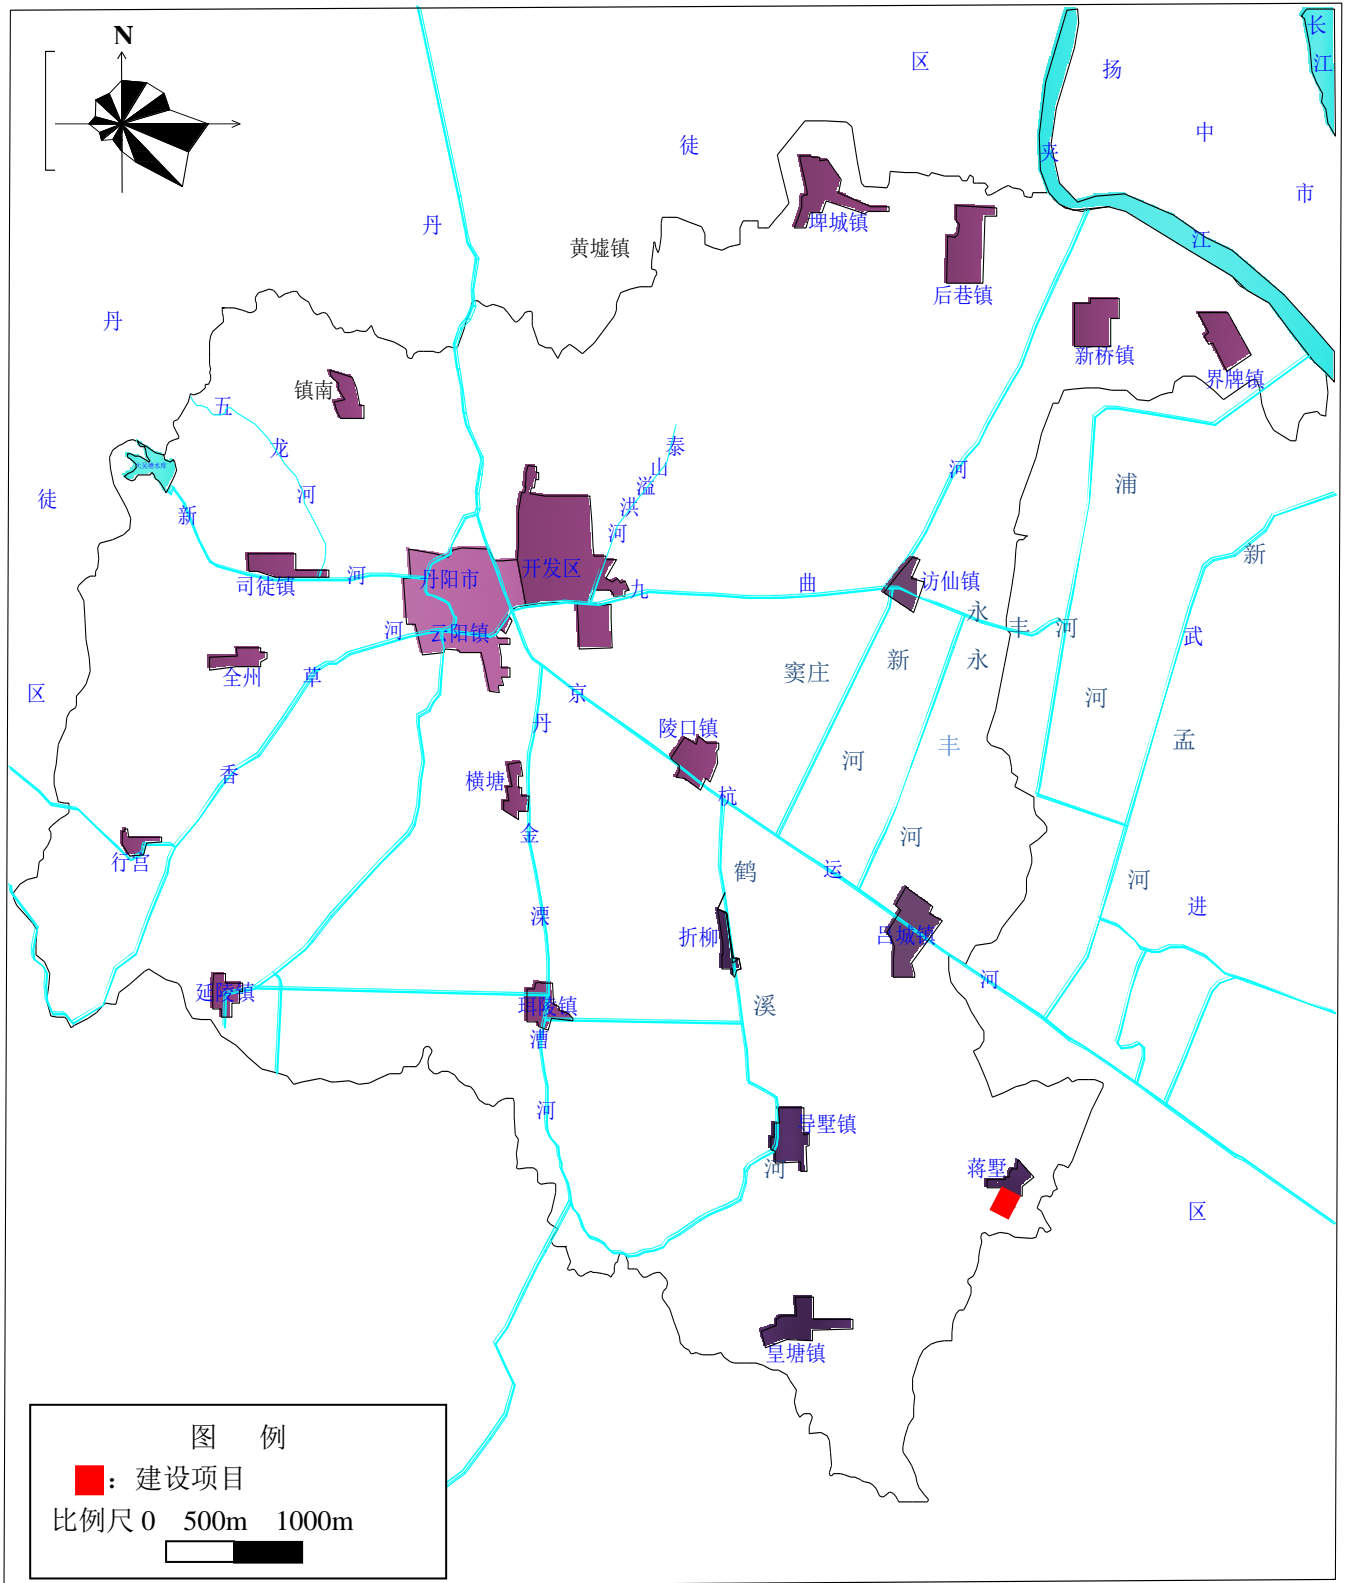 N
长
江
区
扬
中
市
徒
夹
江
丹
埤城镇
黄墟镇
后巷镇
丹
新桥镇
界牌镇
镇南
五
龙
河
泰
山
溢
洪
河
河
浦
徒
新
河
新
司徒镇
丹阳市
开发区
九
曲
访仙镇
永
丰
河
武
河
云阳镇
全州
草
窦庄
新
永
区
京
丹
陵口镇
河
孟
丰
河
香
横塘
杭
金
河
行宫
鹤
运
河
进
溧
折柳
吕城镇
延陵镇
珥陵镇
溪
河
漕
河
导墅镇
河
蒋墅
区
皇塘镇
图 例
：建设项目
比例尺 0 500m 1000m